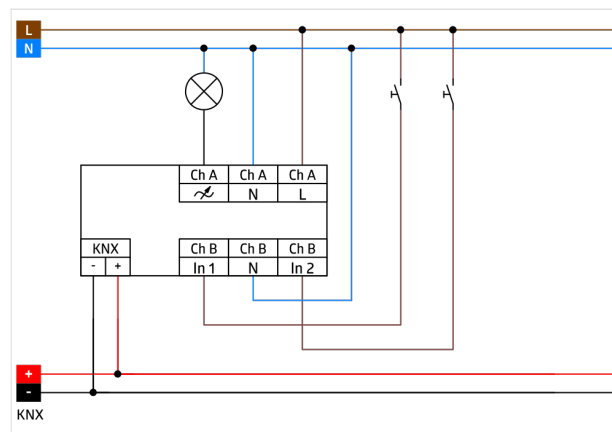 L
N
Ch A Ch A Ch A
N L
KNX Ch B Ch B Ch B
- + In 1 N In 2
+
-
KNX